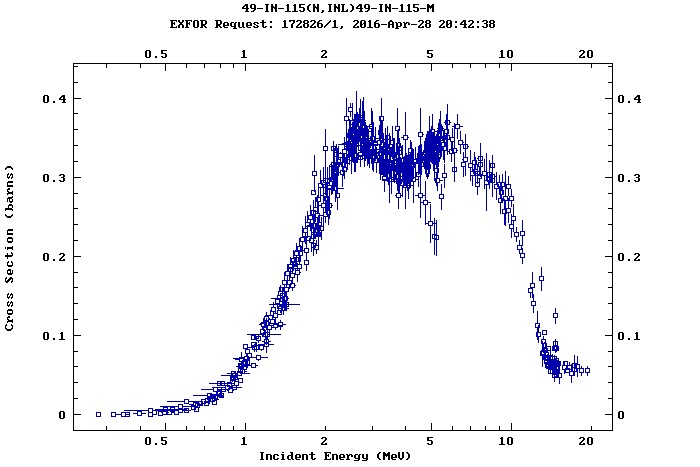 49-IN-115(N,INL)49-IN-115-M
EXFOR Request: 172826/1, 2016-Apr-28 20:42:38
0.5 1 2 5 10 20
0.4 0.4
0.3 0.3
0.2 0.2
0.1 0.1
0 0
Cross Section (barns)
0.5 1 2 5 10 20
Incident Energy (MeV)